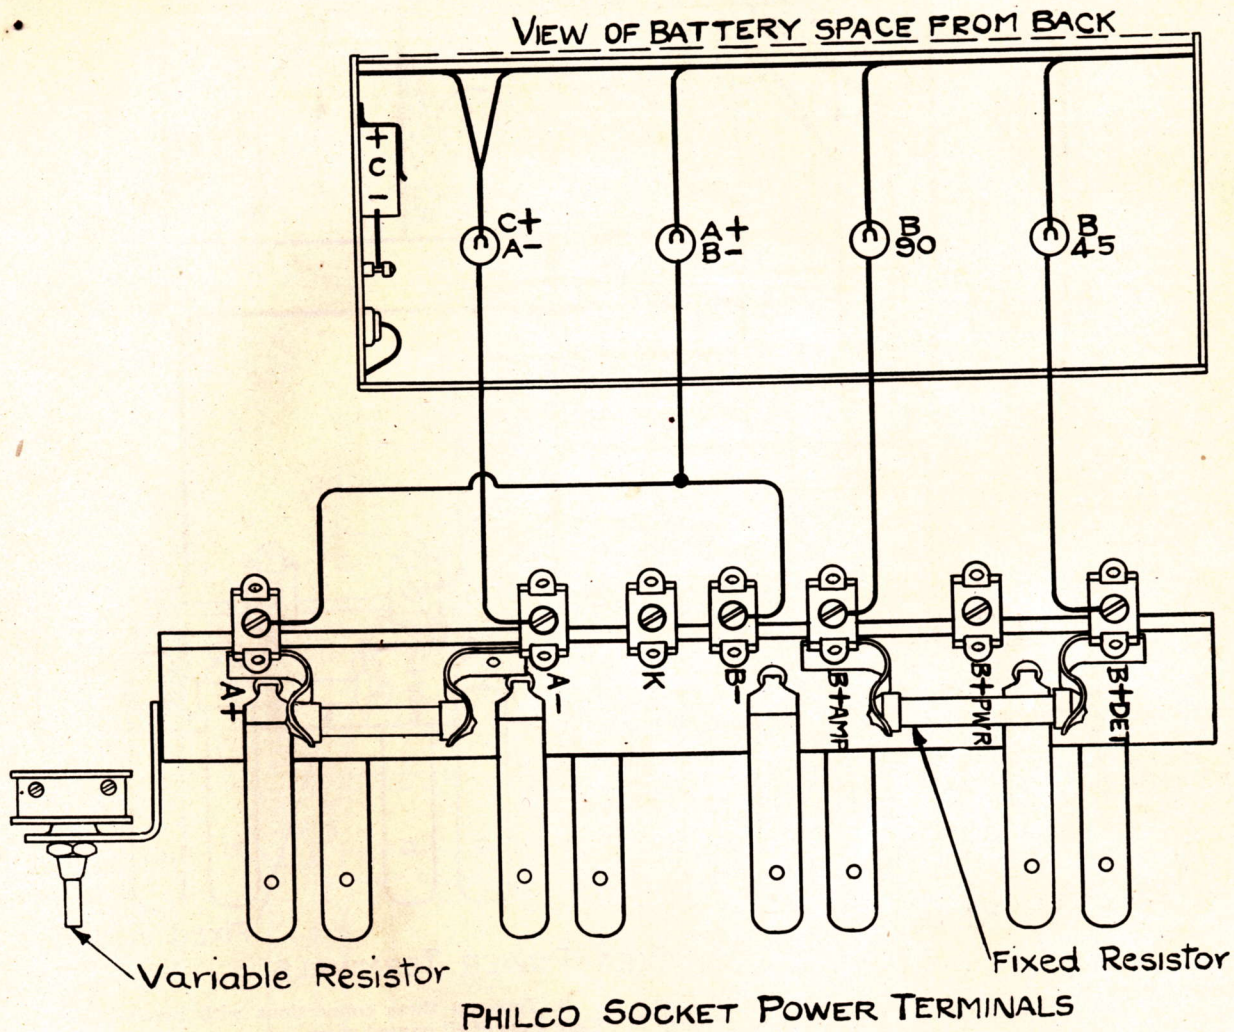 VIEW OF BATTERY SPACE FROM BACK
+
C
-
C+
A-
A+
B-
B
90
B
45
A+
A-
K
B-
B+AMP
B+PWR
B+DET
Variable Resistor
Fixed Resistor
PHILCO SOCKET POWER TERMINALS